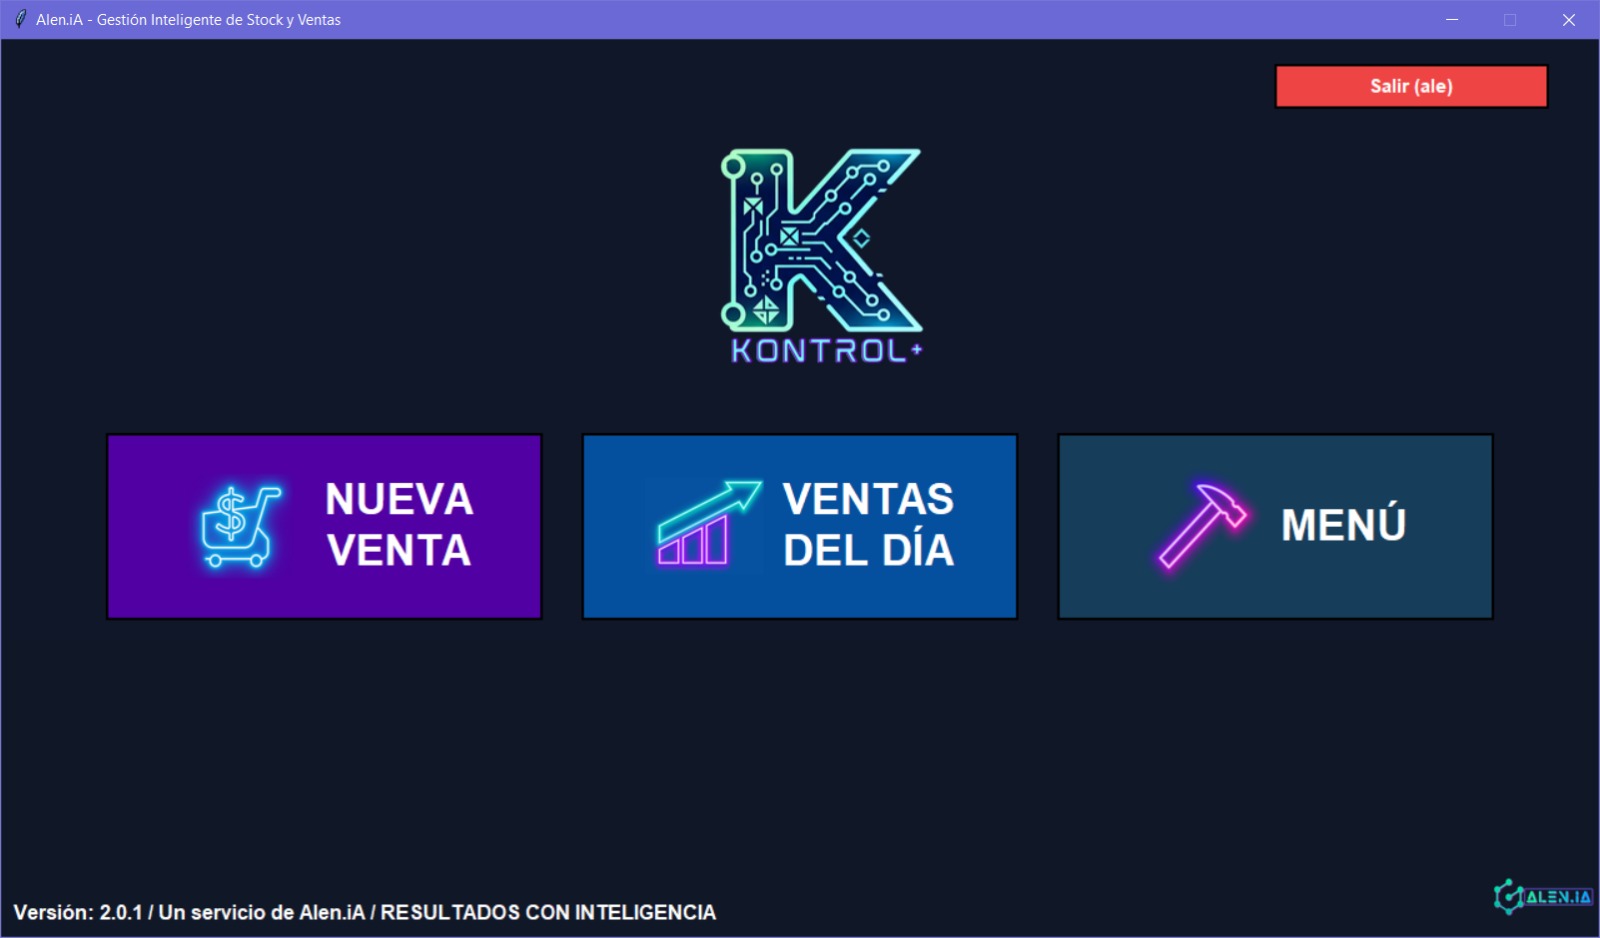 Alen.iA - Gestión Inteligente de Stock y Ventas
Salir (ale)
KONTROL+
NUEVA
VENTA
VENTAS
DEL DÍA
MENÚ
Versión: 2.0.1 / Un servicio de Alen.iA / RESULTADOS CON INTELIGENCIA
ALEN.IA